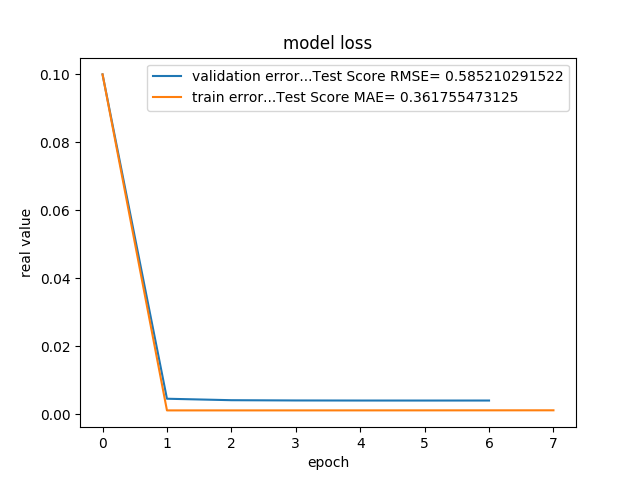 model loss
validation error...Test Score RMSE= 0.585210291522
train error...Test Score MAE= 0.361755473125
real value
0.10
0.08
0.06
0.04
0.02
0.00
0 1 2 3 4 5 6 7
epoch